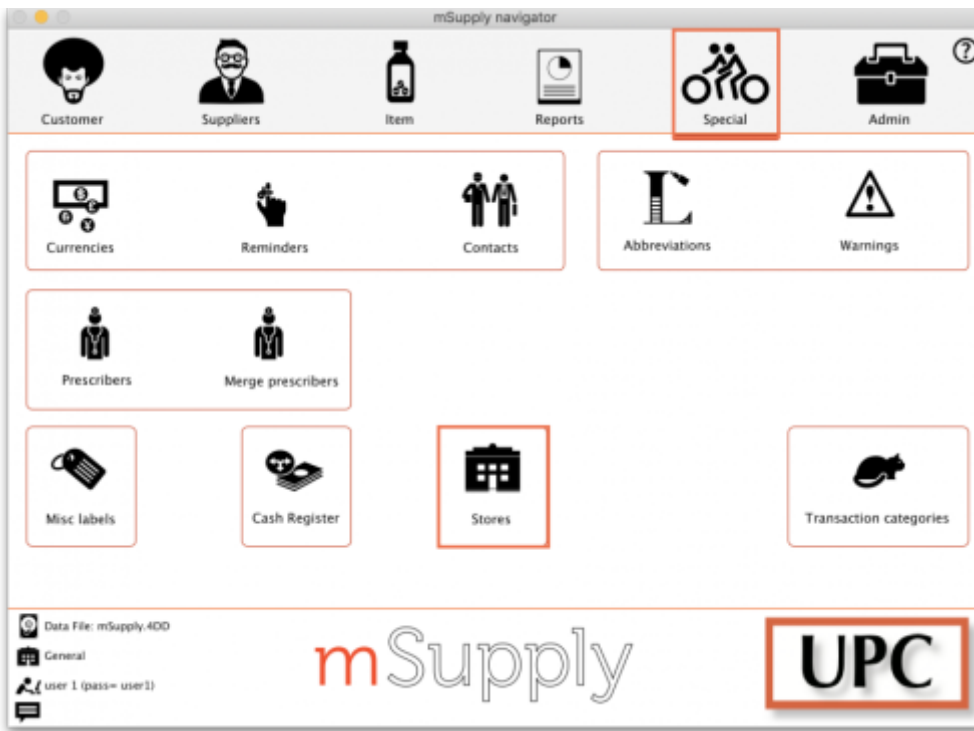 mSupply navigator
?
Customer Suppliers Item Reports Special Admin
Currencies Reminders Contacts Abbreviations Warnings
Prescribers Merge prescribers
Misc labels Cash Register Stores Transaction categories
Data File: mSupply.4DD
General
user 1 (pass= user1)
mSupply
UPC